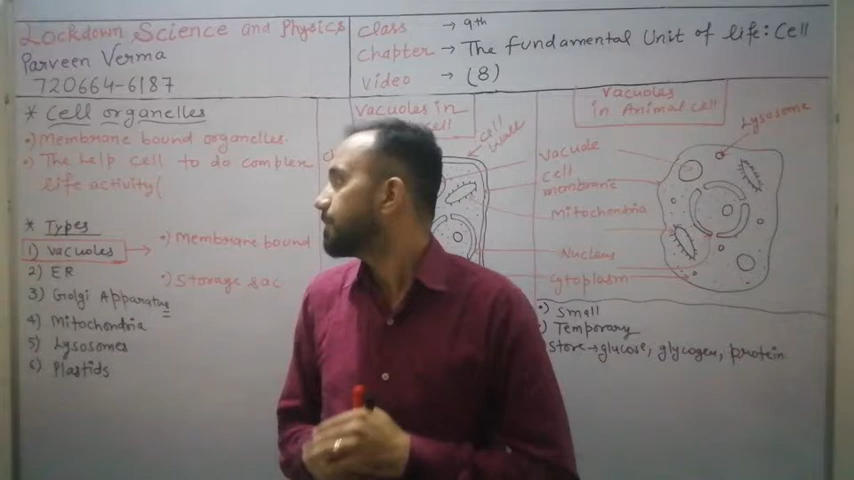 Lockdown Science and Physics
Parveen Verma
720664-6187
Class → 9th
Chapter → The fundamental Unit of life: Cell
Video → (8)
* Cell organelles
•) Membrane bound organelles.
•) The help cell to do complex
life activity(
* Types
1) Vacuoles
2) ER
3) Golgi Apparatus
4) Mitochondria
5) Lysosomes
6) Plastids
•) Membrane bound
•) Storage sac
Vacuoles in
cell
cell wall
Vacuole
cell
membrane
Mitochondria
Nucleus
Cytoplasm
Vacuoles
in Animal cell
Lysosome
•) Small
) Temporary
Store → glucose, glycogen, protein